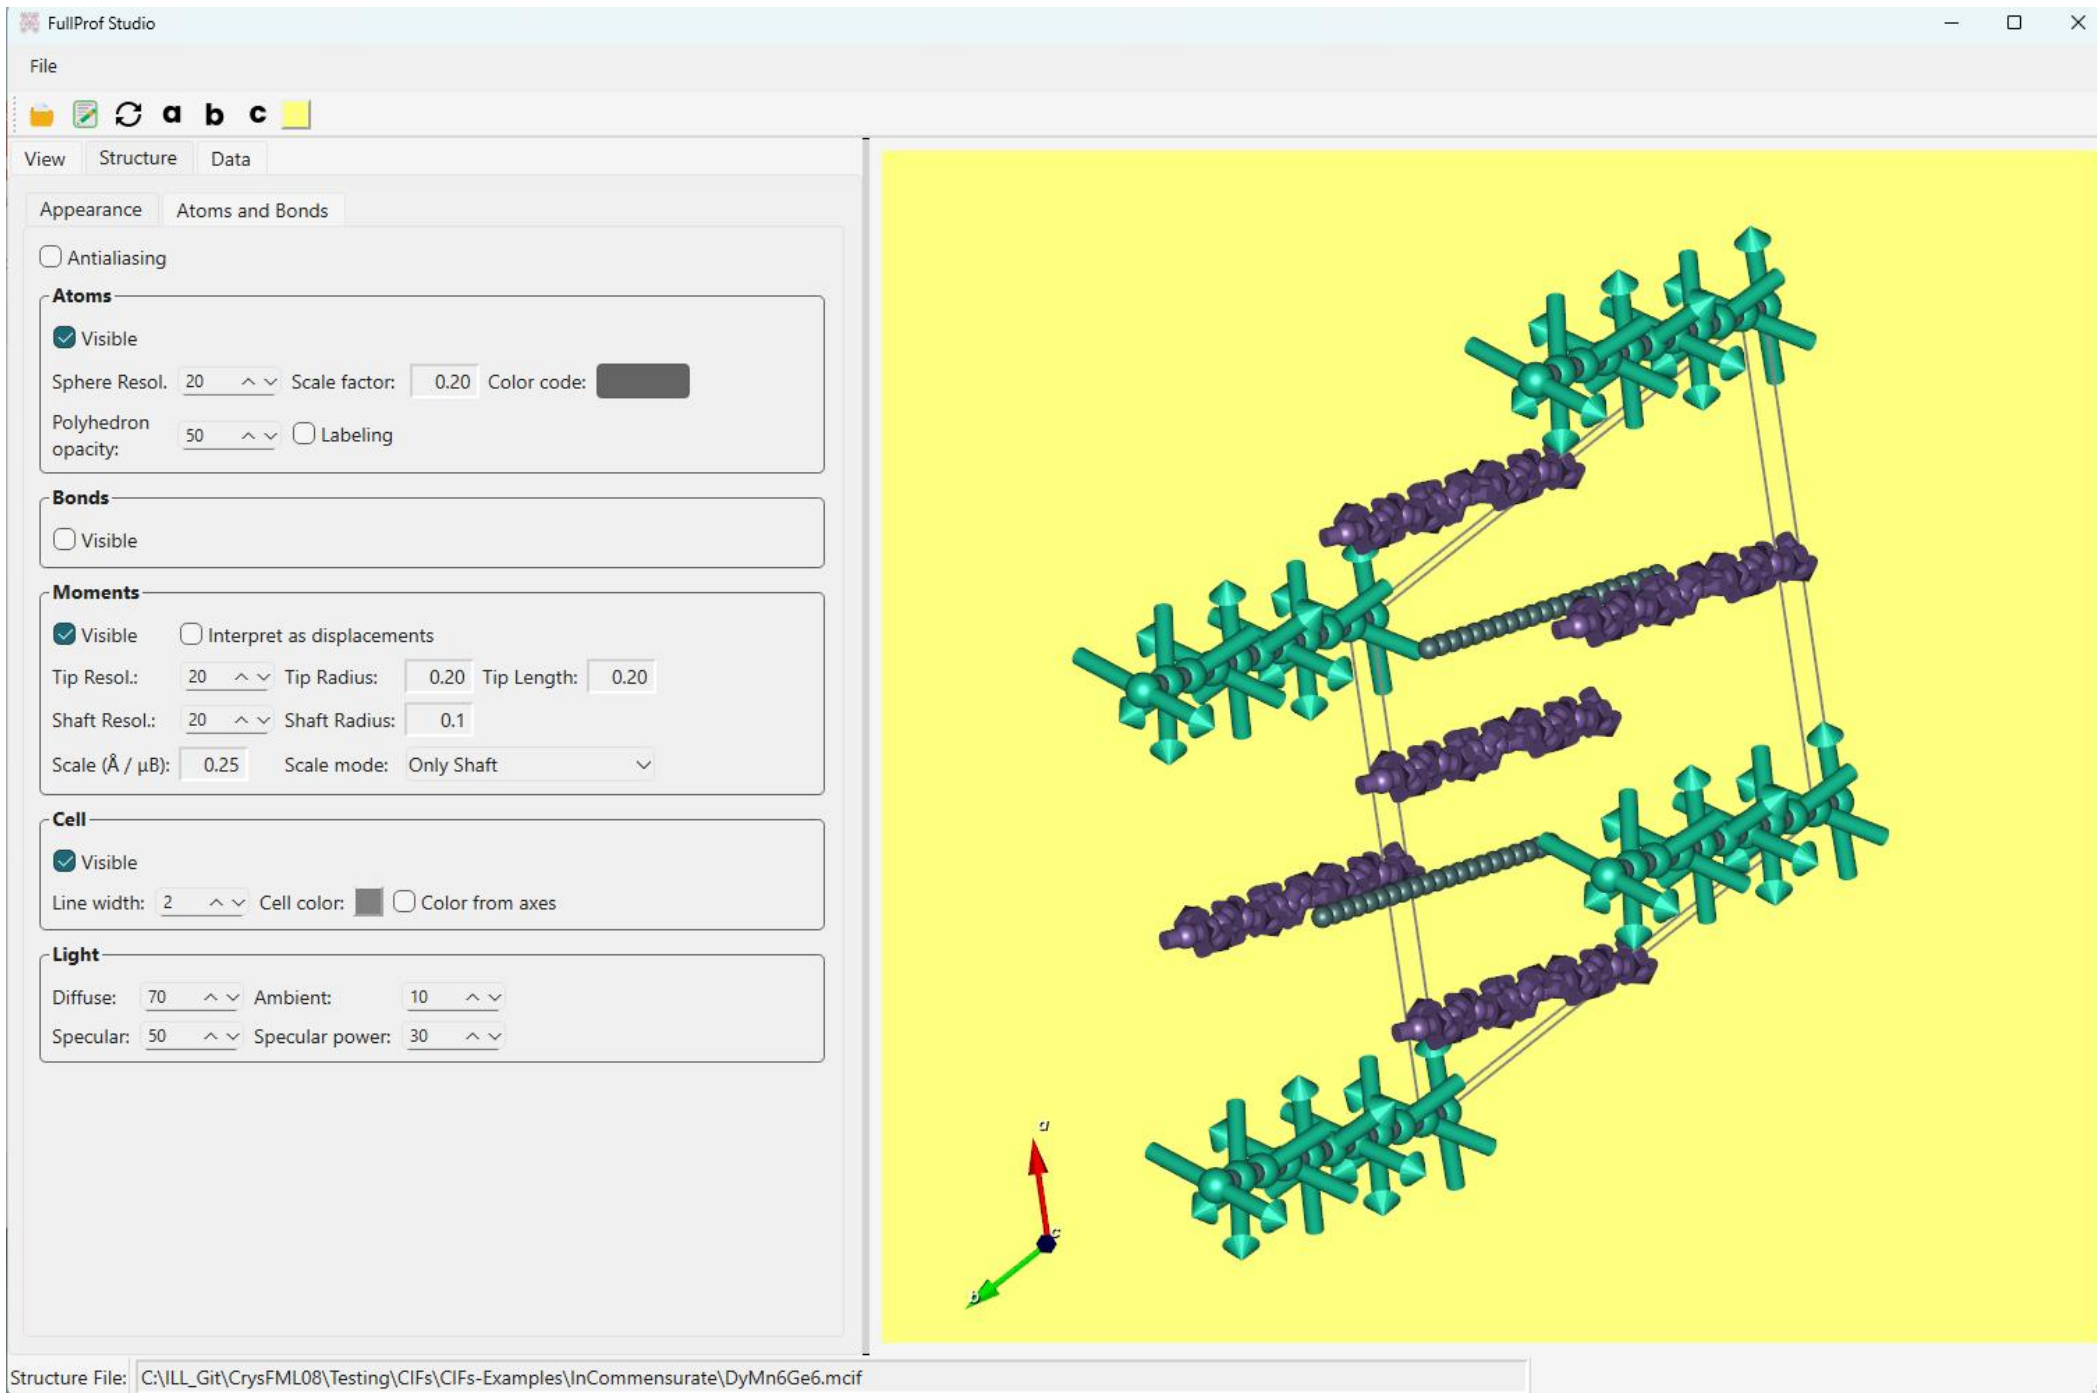 FullProf Studio
File
a b c
View Structure Data
Appearance Atoms and Bonds
Antialiasing
Atoms
Visible
Sphere Resol. 20 Scale factor: 0.20 Color code:
Polyhedron
opacity: 50 Labeling
Bonds
Visible
Moments
Visible Interpret as displacements
Tip Resol.: 20 Tip Radius: 0.20 Tip Length: 0.20
Shaft Resol.: 20 Shaft Radius: 0.1
Scale (Å / μB): 0.25 Scale mode: Only Shaft
Cell
Visible
Line width: 2 Cell color: Color from axes
Light
Diffuse: 70 Ambient: 10
Specular: 50 Specular power: 30
a
c
b
Structure File: C:\ILL_Git\CrysFML08\Testing\CIFs\CIFs-Examples\InCommensurate\DyMn6Ge6.mcif